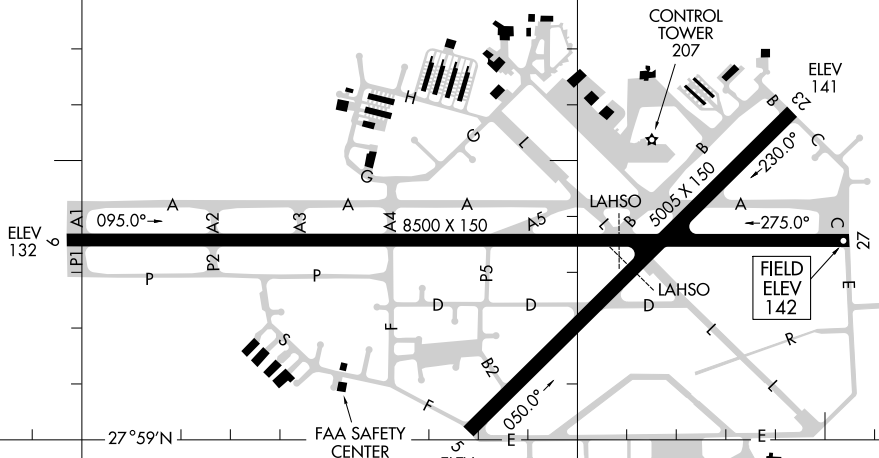 CONTROL
TOWER
207
ELEV
141
23
B
C
230.0°
H
G
L
B
G
5005 X 150
LAHSO
A
A
A
A
095.0°
A1
A2
A3
A4
8500 X 150
A5
L
B
275.0°
C
ELEV
132
9
27
P1
P2
P
P
P5
LAHSO
FIELD
ELEV
142
E
D
D
D
F
L
R
S
B2
L
050.0°
F
27°59'N
FAA SAFETY
CENTER
5
E
E